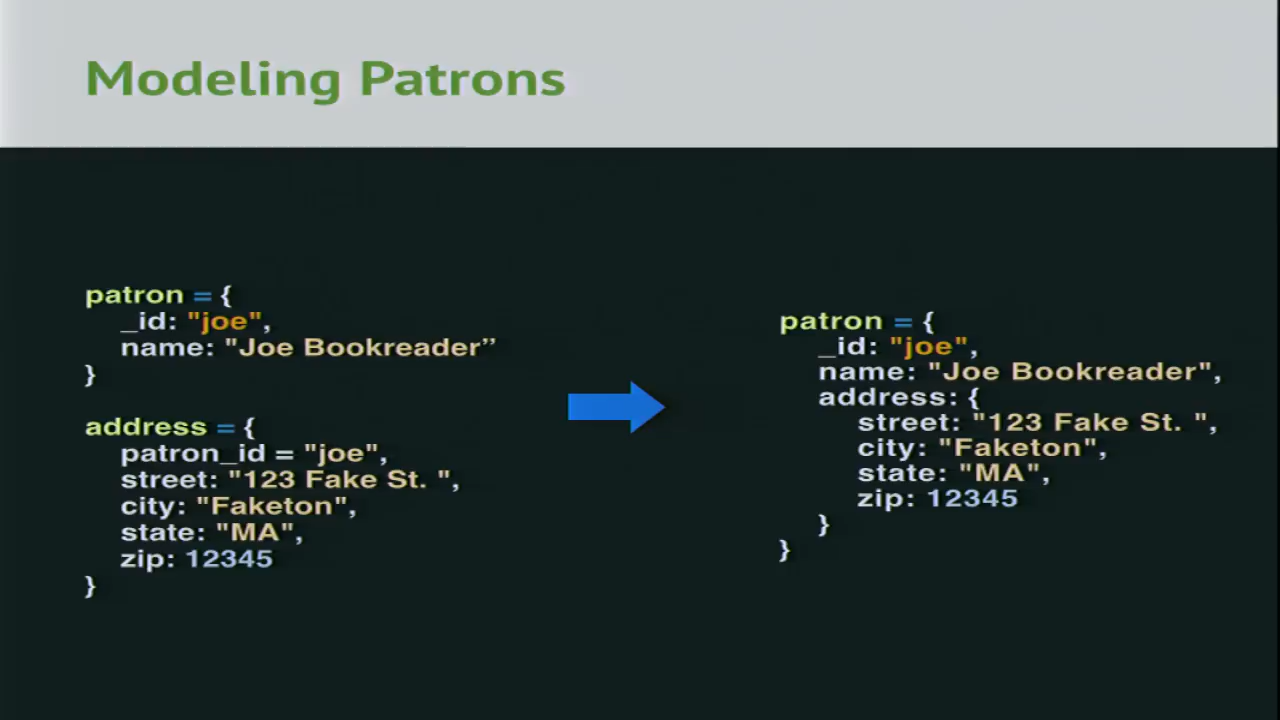 Modeling Patrons
patron = {
_id: "joe",
name: "Joe Bookreader”
}
address = {
patron_id = "joe",
street: "123 Fake St. ",
city: "Faketon",
state: "MA",
zip: 12345
}
patron = {
_id: "joe",
name: "Joe Bookreader",
address: {
street: "123 Fake St. ",
city: "Faketon",
state: "MA",
zip: 12345
}
}